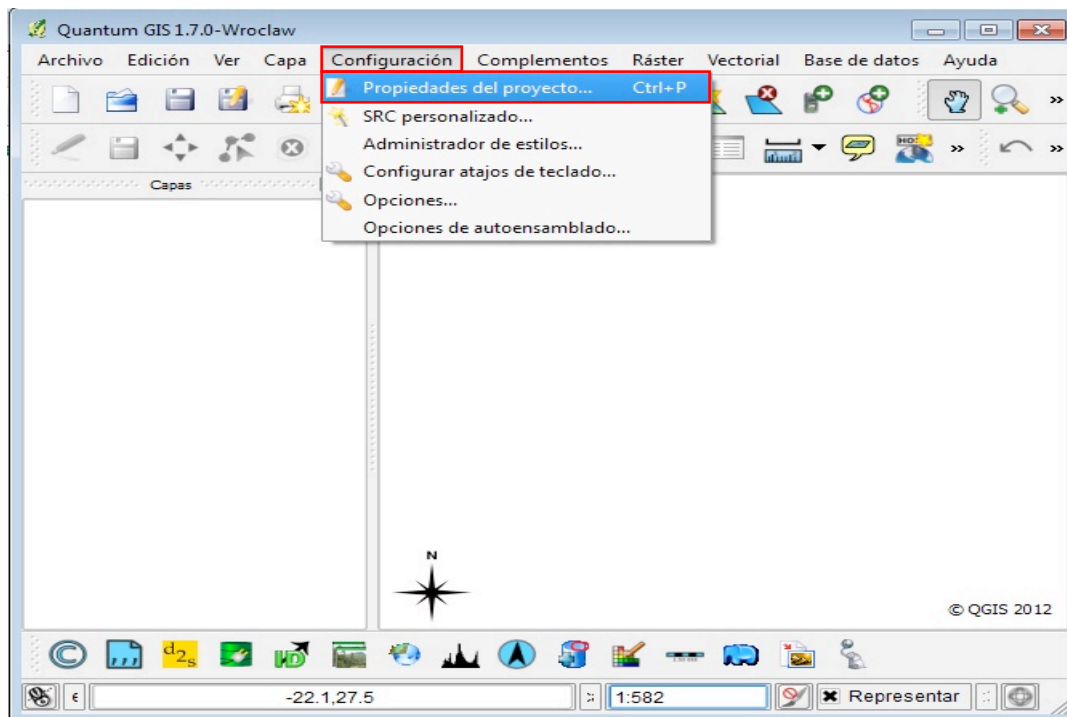 Quantum GIS 1.7.0-Wroclaw
Archivo Edición Ver Capa Configuración Complementos Ráster Vectorial Base de datos Ayuda
Propiedades del proyecto... Ctrl+P
SRC personalizado...
Administrador de estilos...
Configurar atajos de teclado...
Opciones...
Opciones de autoensamblado...
Capas
N
© QGIS 2012
d2s
-22.1,27.5
1:582
Representar